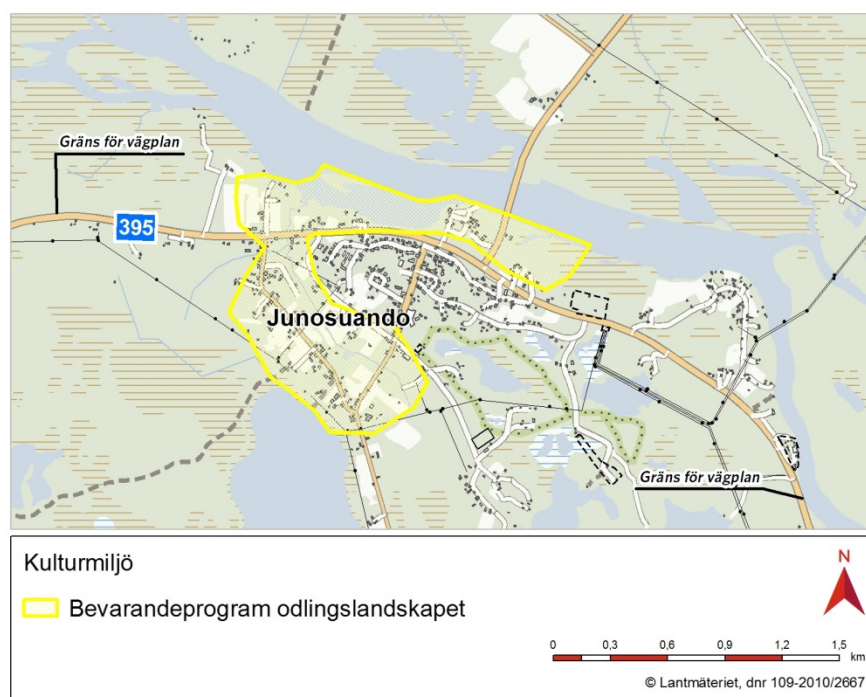 Gräns för vägplan
395
Junosuando
Gräns för vägplan
Kulturmiljö
Bevarandeprogram odlingslandskapet
N
0 0,3 0,6 0,9 1,2 1,5
km
© Lantmäteriet, dnr 109-2010/2667